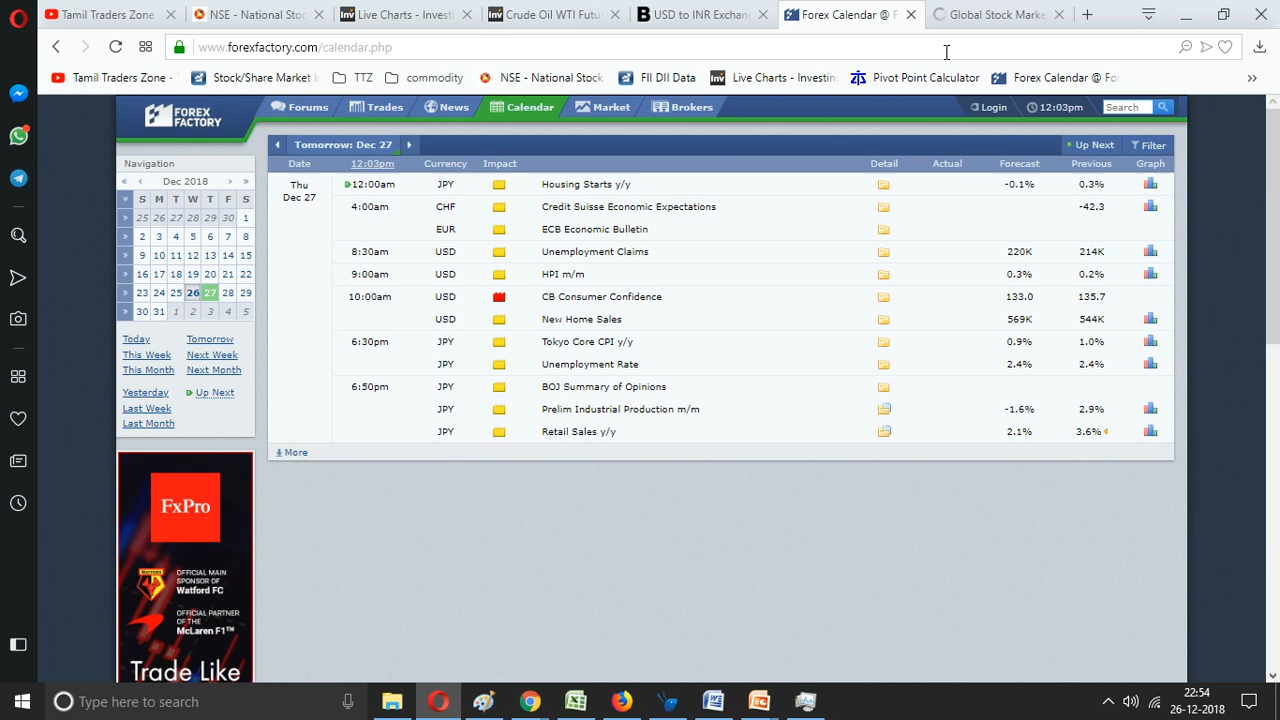 Tamil Traders Zone
NSE - National Stoc
Live Charts - Investi
Crude Oil WTI Futu
USD to INR Exchan
Forex Calendar @ F
Global Stock Marke
www.forexfactory.com/calendar.php
Tamil Traders Zone -
Stock/Share Market
TTZ
commodity
NSE - National Stock
FII DII Data
Live Charts - Investin
Pivot Point Calculator
Forex Calendar @ Fo
FOREX FACTORY
Forums
Trades
News
Calendar
Market
Brokers
Login
12:03pm
Search
Navigation
« ‹ Dec 2018 › »
S M T W T F S
25 26 27 28 29 30 1
2 3 4 5 6 7 8
9 10 11 12 13 14 15
16 17 18 19 20 21 22
23 24 25 26 27 28 29
30 31 1 2 3 4 5
Today Tomorrow
This Week Next Week
This Month Next Month
Yesterday Up Next
Last Week
Last Month
Tomorrow: Dec 27
Up Next
Filter
Date 12:03pm Currency Impact Detail Actual Forecast Previous Graph
Thu Dec 27
12:00am JPY Housing Starts y/y -0.1% 0.3%
4:00am CHF Credit Suisse Economic Expectations -42.3
EUR ECB Economic Bulletin
8:30am USD Unemployment Claims 220K 214K
9:00am USD HPI m/m 0.3% 0.2%
10:00am USD CB Consumer Confidence 133.0 135.7
USD New Home Sales 569K 544K
6:30pm JPY Tokyo Core CPI y/y 0.9% 1.0%
JPY Unemployment Rate 2.4% 2.4%
6:50pm JPY BOJ Summary of Opinions
JPY Prelim Industrial Production m/m -1.6% 2.9%
JPY Retail Sales y/y 2.1% 3.6%
More
FxPro
OFFICIAL MAIN
SPONSOR OF
Watford FC
OFFICIAL PARTNER
OF THE
McLaren F1™
Trade Like
Type here to search
22:54
26-12-2018